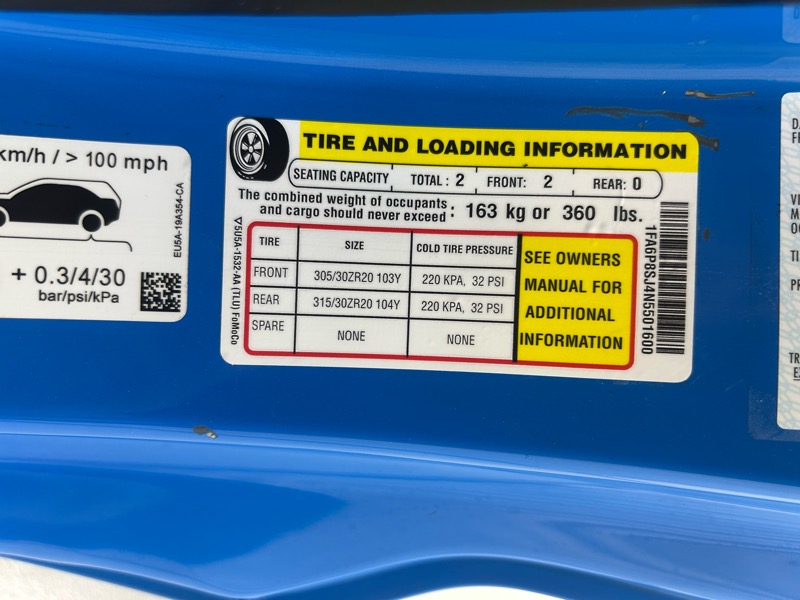 km/h / > 100 mph
+ 0.3/4/30
bar/psi/kPa
EU5A-19A354-CA
TIRE AND LOADING INFORMATION
SEATING CAPACITY TOTAL : 2 FRONT: 2 REAR: 0
The combined weight of occupants
and cargo should never exceed : 163 kg or 360 lbs.
TIRE SIZE COLD TIRE PRESSURE
FRONT 305/30ZR20 103Y 220 KPA, 32 PSI
REAR 315/30ZR20 104Y 220 KPA, 32 PSI
SPARE NONE NONE
SEE OWNERS
MANUAL FOR
ADDITIONAL
INFORMATION
5U5A-1532-AA (TLU) FoMoCo
1FA6P8SJ4N5501600